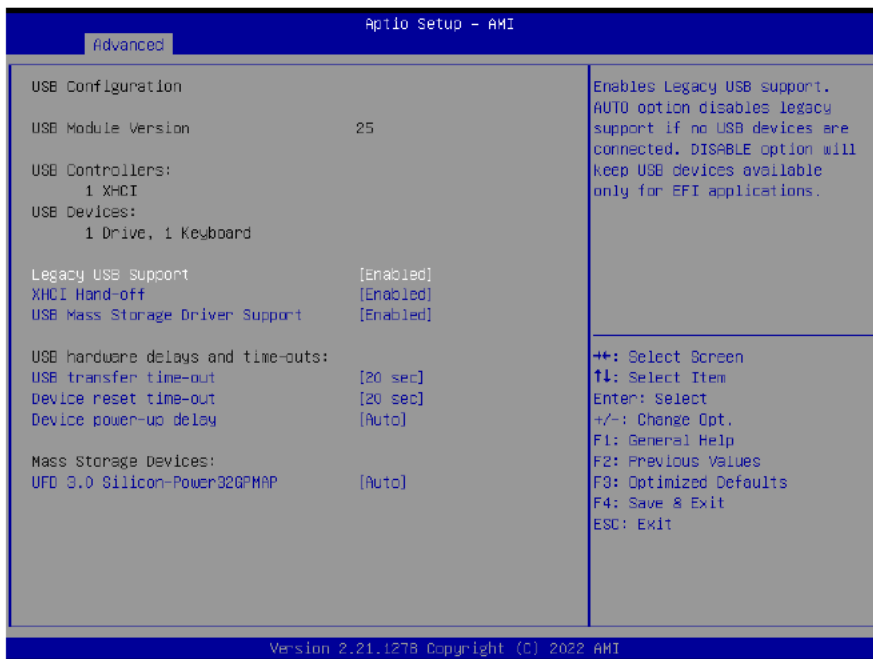 Aptio Setup – AMI
Advanced
USB Configuration
USB Module Version 25
USB Controllers:
1 XHCI
USB Devices:
1 Drive, 1 Keyboard
Legacy USB Support [Enabled]
XHCI Hand-off [Enabled]
USB Mass Storage Driver Support [Enabled]
USB hardware delays and time-outs:
USB transfer time-out [20 sec]
Device reset time-out [20 sec]
Device power-up delay [Auto]
Mass Storage Devices:
UFD 3.0 Silicon-Power32GPMAP [Auto]
Enables Legacy USB support.
AUTO option disables legacy
support if no USB devices are
connected. DISABLE option will
keep USB devices available
only for EFI applications.
→←: Select Screen
↑↓: Select Item
Enter: Select
+/-: Change Opt.
F1: General Help
F2: Previous Values
F3: Optimized Defaults
F4: Save & Exit
ESC: Exit
Version 2.21.1278 Copyright (C) 2022 AMI